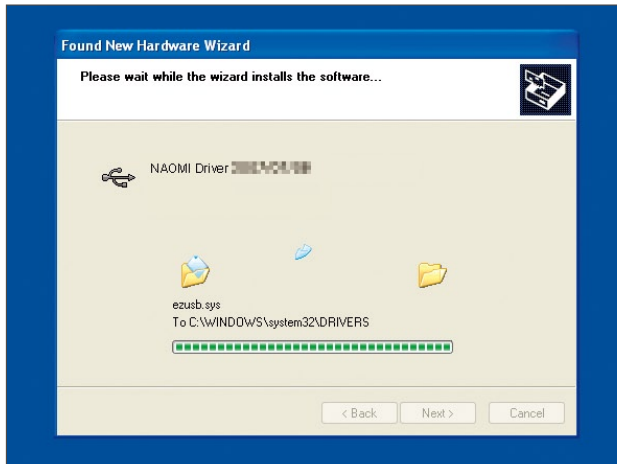 Found New Hardware Wizard
Please wait while the wizard installs the software...
NAOMI Driver
ezusb.sys
To C:\WINDOWS\system32\DRIVERS
< Back
Next >
Cancel